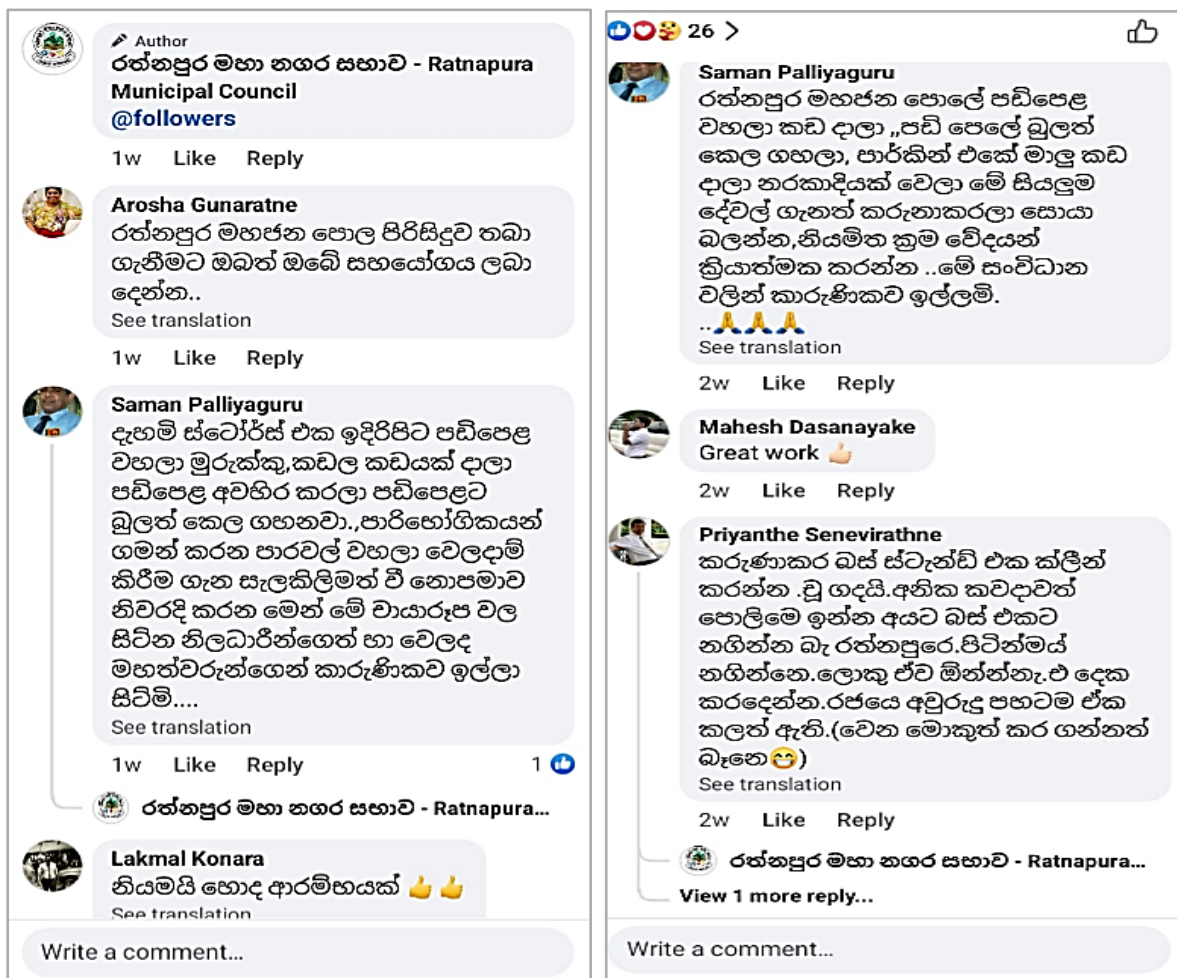 Author
රත්නපුර මහා නගර සභාව - Ratnapura
Municipal Council
@followers
1w Like Reply
Arosha Gunaratne
රත්නපුර මහජන පොල පිරිසිදුව තබා
ගැනීමට ඔබත් ඔබේ සහයෝගය ලබා
දෙන්න..
See translation
1w Like Reply
Saman Palliyaguru
දැහමි ස්ටෝර්ස් එක ඉදිරිපිට පඩිපෙළ
වහලා මුරුක්කු,කඩල කඩයක් දාලා
පඩිපෙළ අවහිර කරලා පඩිපෙළට
බුලත් කෙල ගහනවා.,පාරිභෝගිකයන්
ගමන් කරන පාරවල් වහලා වෙලදාම්
කිරීම ගැන සැලකිලිමත් වී නොපමාව
නිවරදි කරන මෙන් මේ චායාරූප වල
සිටින නිලධාරීන්ගෙත් හා වෙලද
මහත්වරුන්ගෙන් කාරුණිකව ඉල්ලා
සිටිමි....
See translation
1w Like Reply 1
රත්නපුර මහා නගර සභාව - Ratnapura...
Lakmal Konara
නියමයි හොද ආරම්භයක් 👍 👍
See translation
Write a comment...
26 >
Saman Palliyaguru
රත්නපුර මහජන පොලේ පඩිපෙළ
වහලා කඩ දාලා ,,පඩි පෙලේ බුලත්
කෙල ගහලා, පාර්කින් එකේ මාලු කඩ
දාලා නරකාදියක් වෙලා මේ සියලුම
දේවල් ගැනත් කරුනාකරලා සොයා
බලන්න,නියමිත ක්‍රම වේදයන්
ක්‍රියාත්මක කරන්න ..මේ සංවිධාන
වලින් කාරුණිකව ඉල්ලමි.
..🙏🙏🙏
See translation
2w Like Reply
Mahesh Dasanayake
Great work 👍🏻
2w Like Reply
Priyanthe Senevirathne
කරුණාකර බස් ස්ටෑන්ඩ් එක ක්ලීන්
කරන්න .චූ ගදයි.අනික කවදාවත්
පොලිමෙ ඉන්න අයට බස් එකට
නගින්න බැ රත්නපුරෙ.පිටින්මය්
නගින්නෙ.ලොකු ඒව ඕන්නැ.එ දෙක
කරදෙන්න.රජයෙ අවුරුදු පහටම ඒක
කලත් ඇති.(වෙන මොකුත් කර ගන්නත්
බෑනෙ😁)
See translation
2w Like Reply
රත්නපුර මහා නගර සභාව - Ratnapura...
View 1 more reply...
Write a comment...